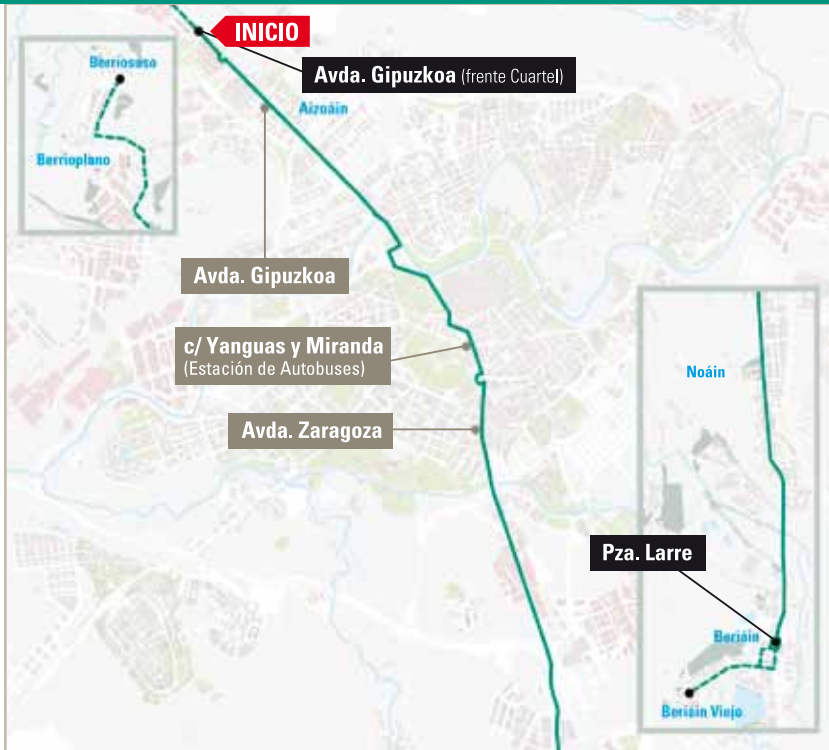 INICIO
Avda. Gipuzkoa (frente Cuartel)
Berriosuso
Aizoáin
Berrioplano
Avda. Gipuzkoa
c/ Yanguas y Miranda
(Estación de Autobuses)
Noáin
Avda. Zaragoza
Pza. Larre
Beriáin
Beriáin Viejo